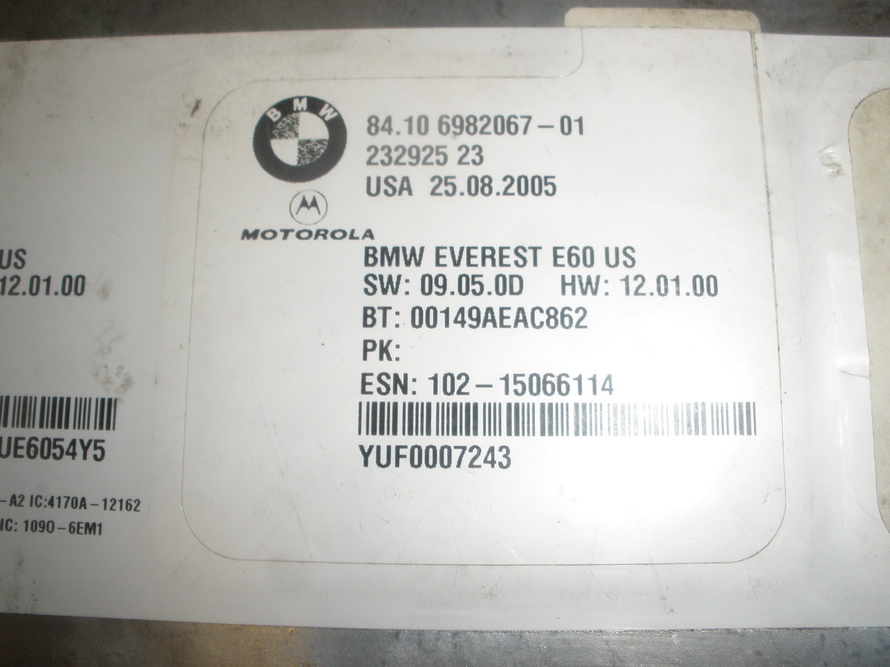 BMW
84.10 6982067-01
232925 23
USA 25.08.2005
MOTOROLA
BMW EVEREST E60 US
SW: 09.05.0D HW: 12.01.00
BT: 00149AEAC862
PK:
ESN: 102-15066114
YUF0007243
US
12.01.00
UE6054Y5
-A2 IC:4170A-12162
IC: 1090-6EM1